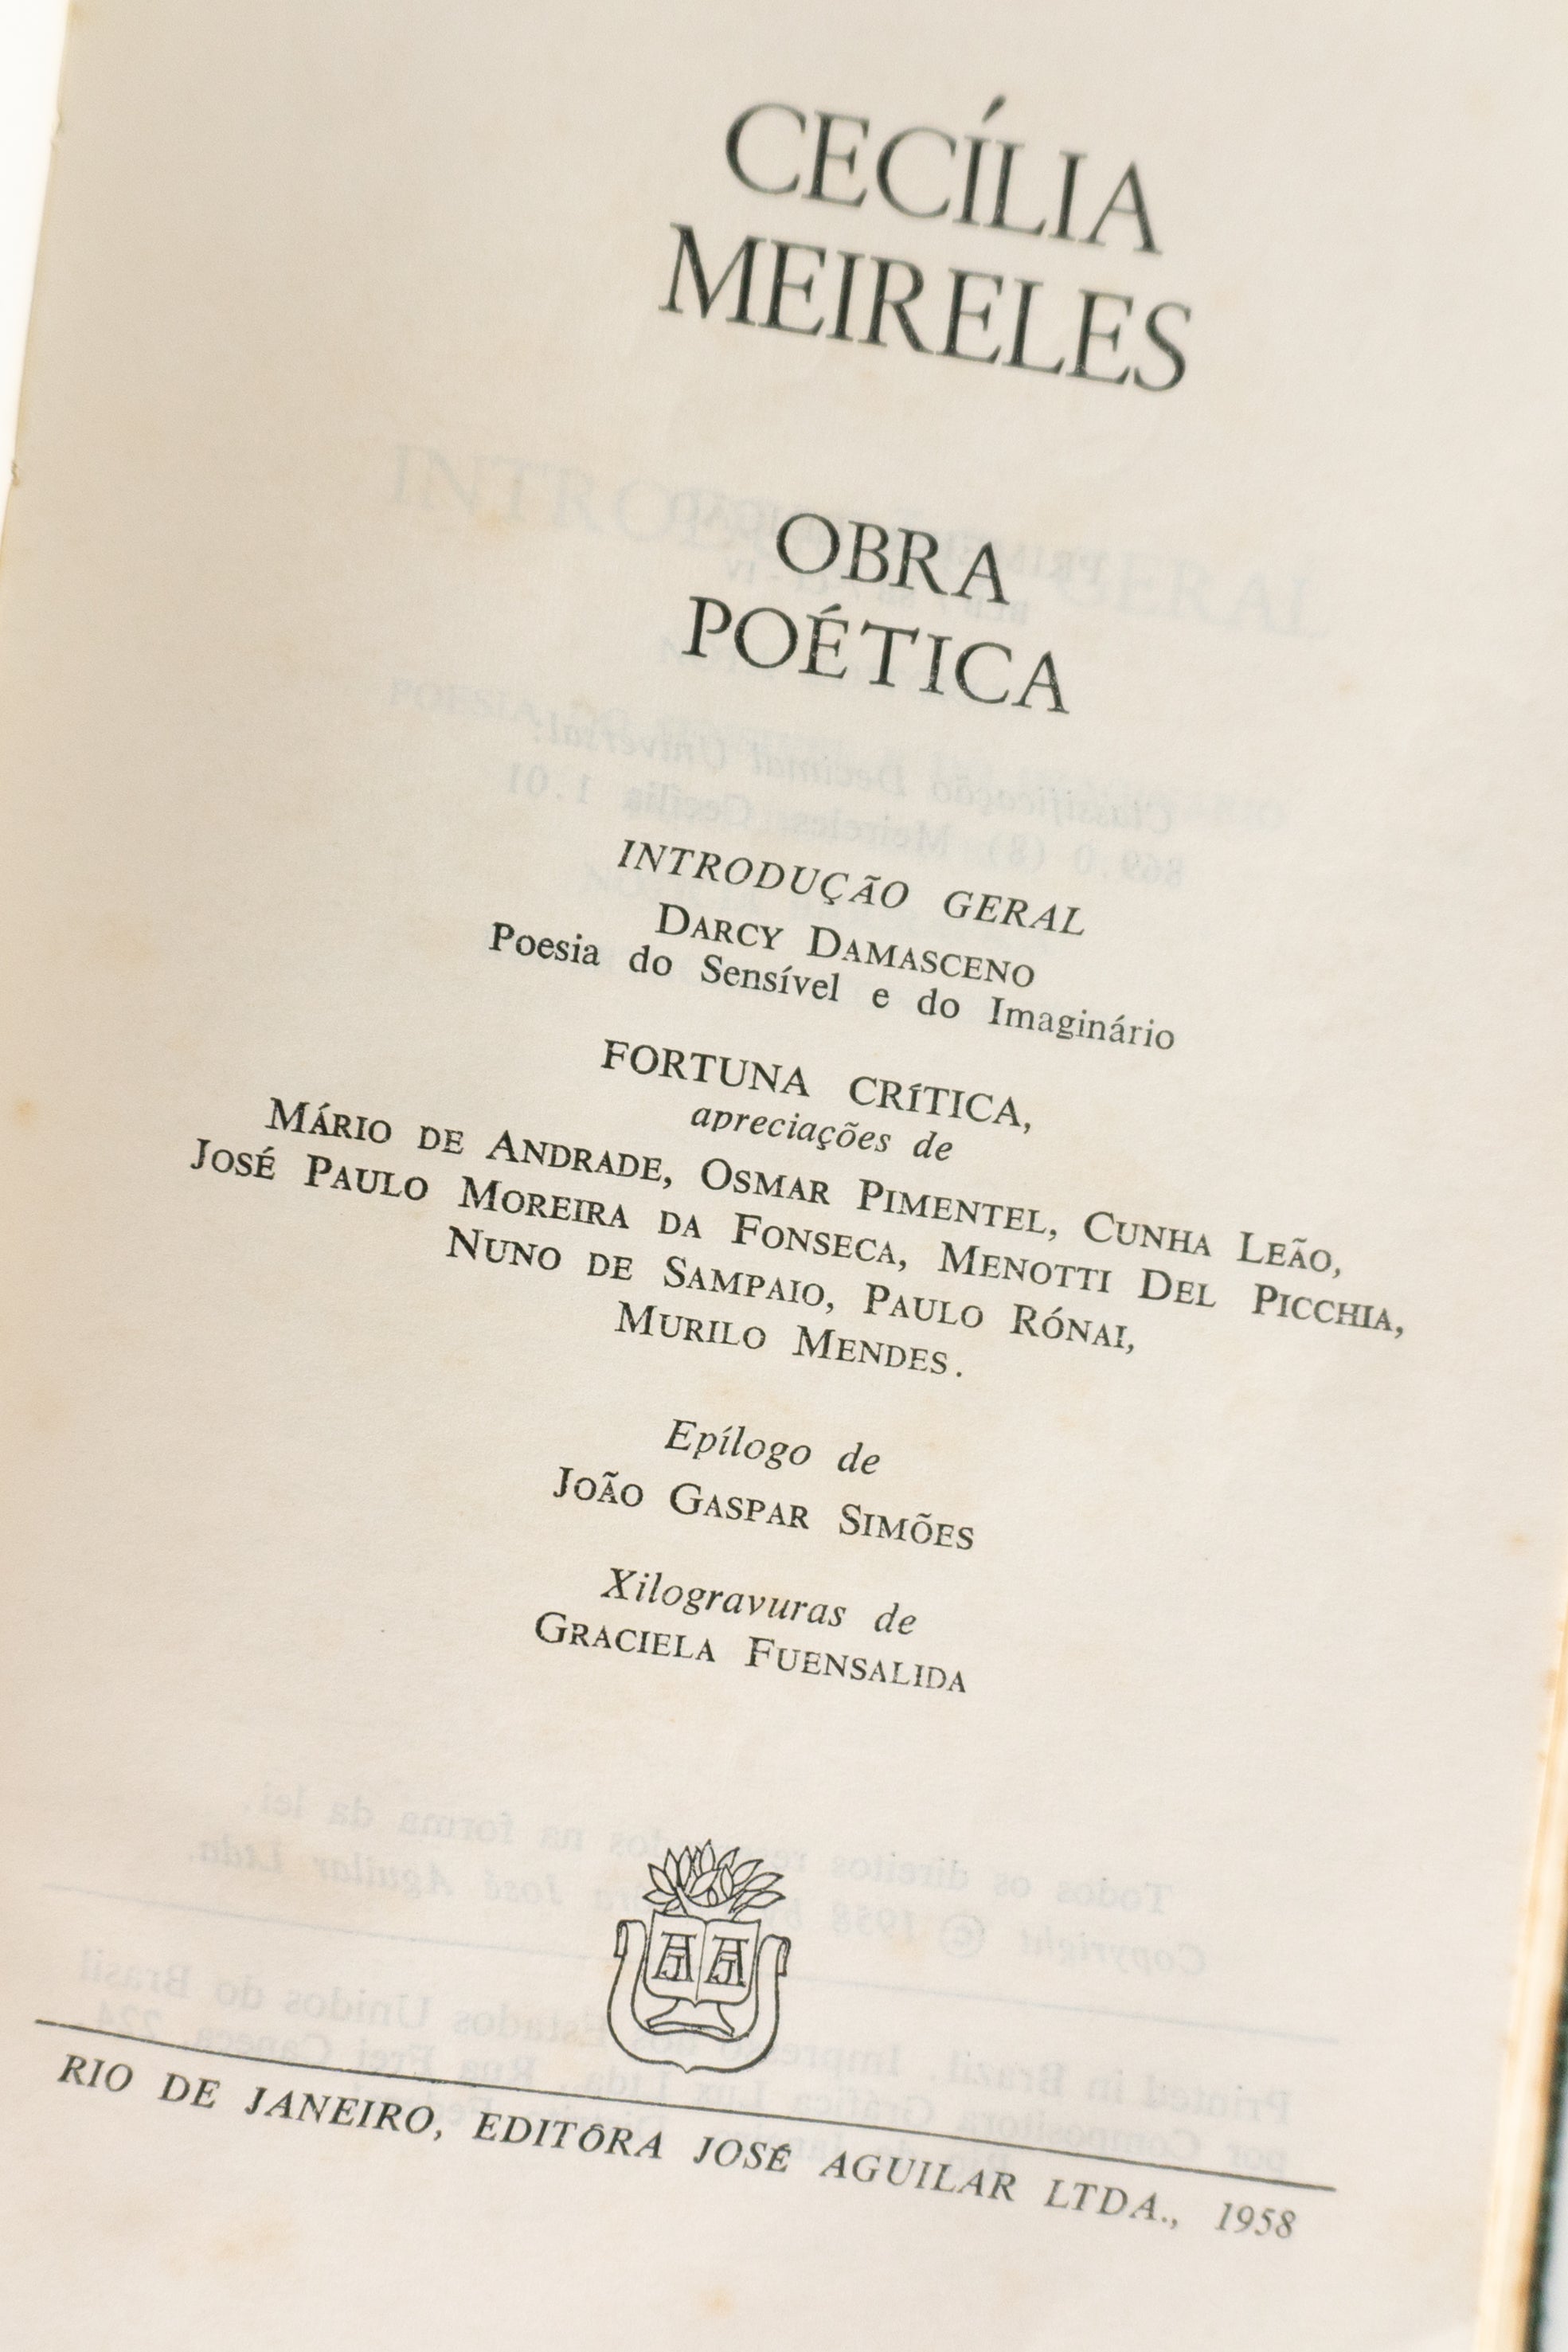 CECÍLIA
MEIRELES
OBRA
POÉTICA
INTRODUÇÃO GERAL
DARCY DAMASCENO
Poesia do Sensível e do Imaginário
FORTUNA CRÍTICA,
apreciações de
MÁRIO DE ANDRADE, OSMAR PIMENTEL, CUNHA LEÃO,
JOSÉ PAULO MOREIRA DA FONSECA, MENOTTI DEL PICCHIA,
NUNO DE SAMPAIO, PAULO RÓNAI,
MURILO MENDES.
Epílogo de
JOÃO GASPAR SIMÕES
Xilogravuras de
GRACIELA FUENSALIDA
RIO DE JANEIRO, EDITÔRA JOSÉ AGUILAR LTDA., 1958